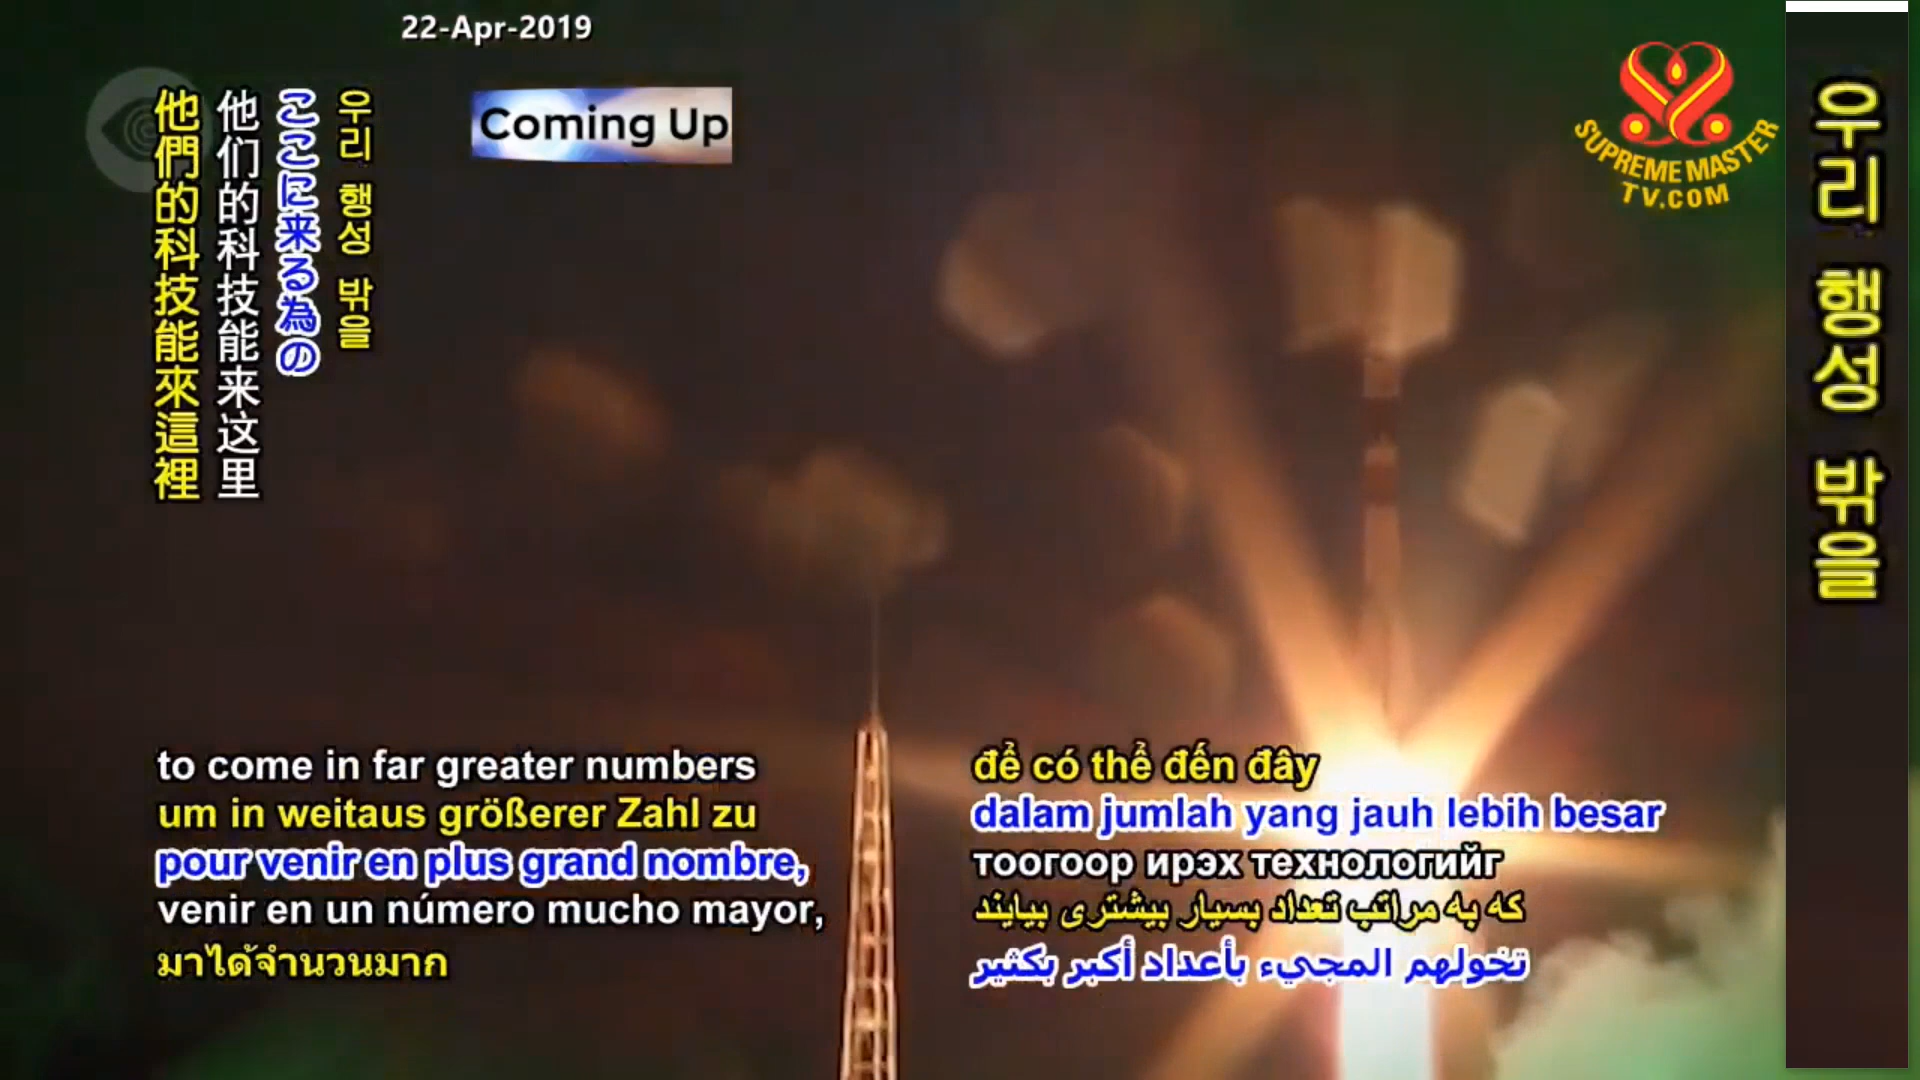 22-Apr-2019
Coming Up
SUPREME MASTER
TV.COM
他們的科技能來這裡
他们的科技能来这里
ここに来る為の
우리 행성 밖을
우리 행성 밖을
to come in far greater numbers
um in weitaus größerer Zahl zu
pour venir en plus grand nombre,
venir en un número mucho mayor,
มาได้จำนวนมาก
để có thể đến đây
dalam jumlah yang jauh lebih besar
тоогоор ирэх технологийг
که به مراتب تعداد بسیار بیشتری بیایند
تخولهم المجيء بأعداد أكبر بكثير